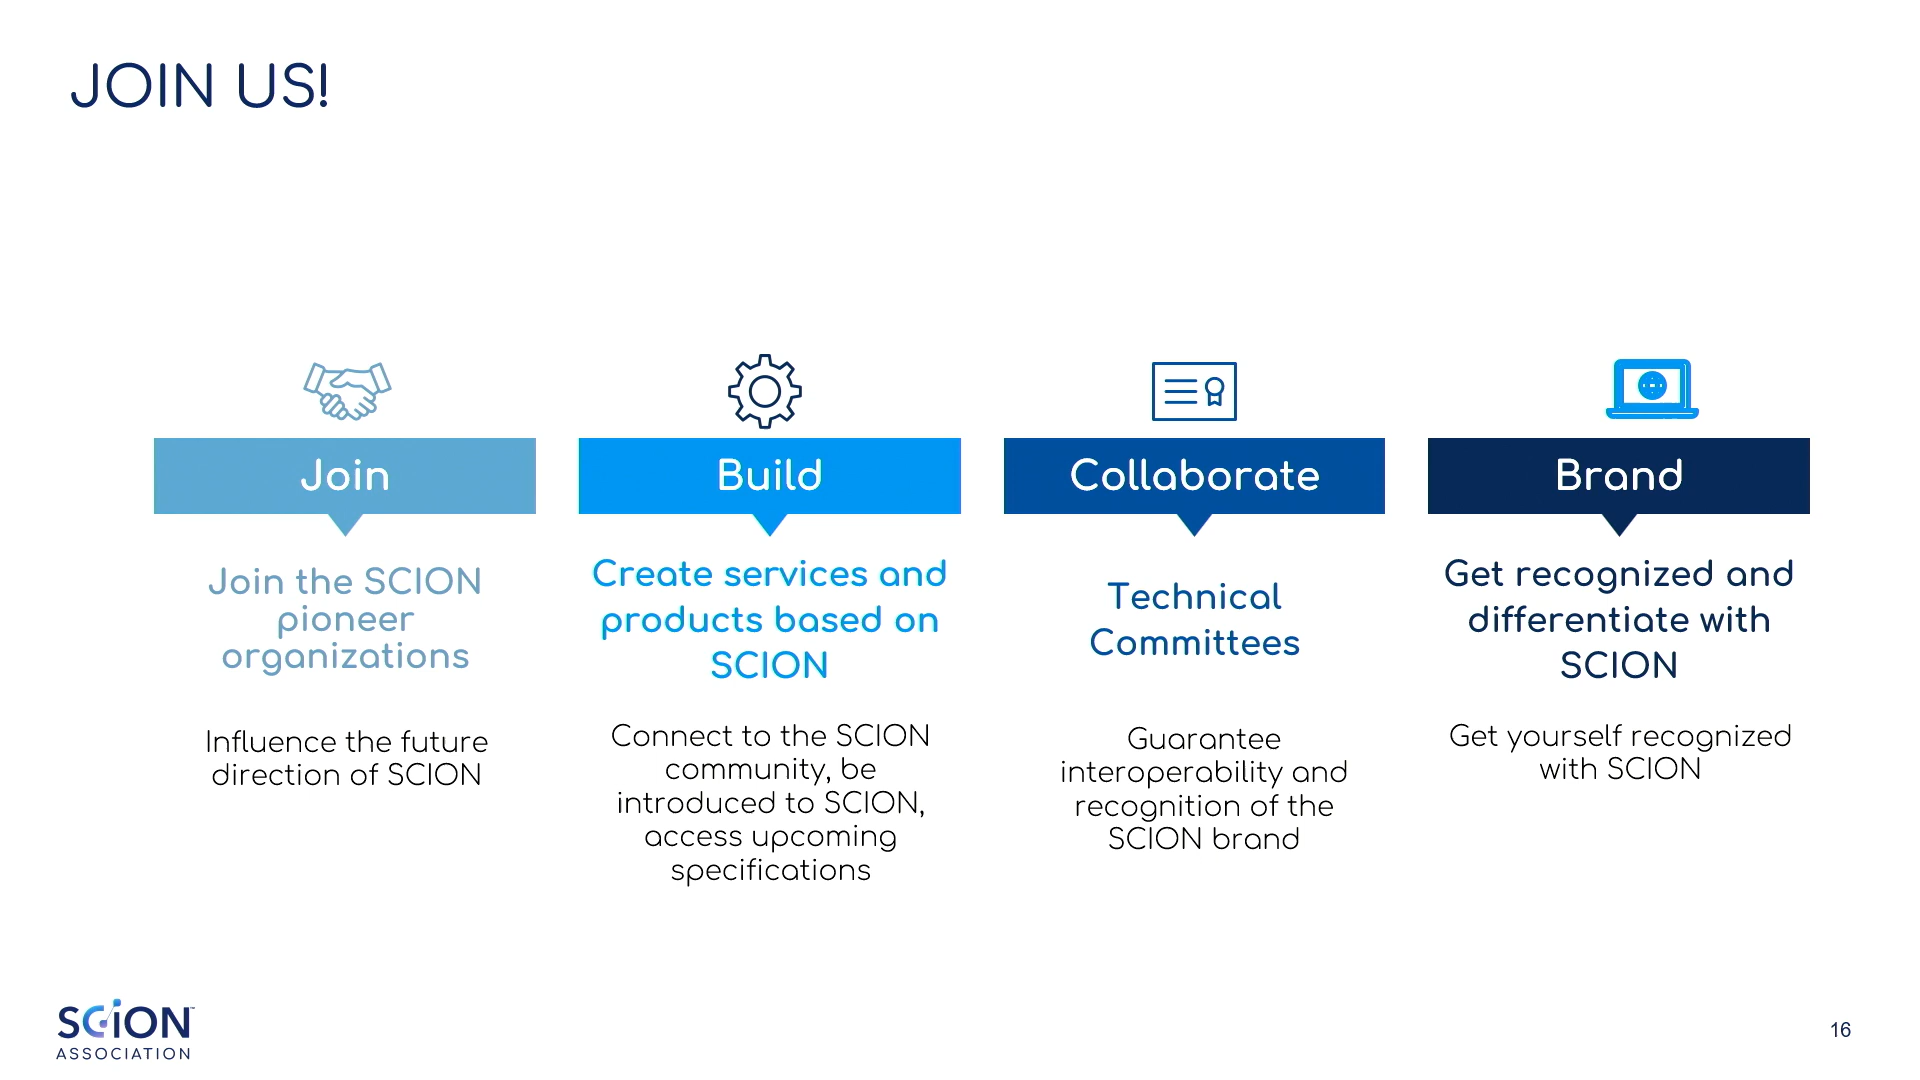 JOIN US!
Join
Join the SCION
pioneer
organizations
Influence the future
direction of SCION
Build
Create services and
products based on
SCION
Connect to the SCION
community, be
introduced to SCION,
access upcoming
specifications
Collaborate
Technical
Committees
Guarantee
interoperability and
recognition of the
SCION brand
Brand
Get recognized and
differentiate with
SCION
Get yourself recognized
with SCION
SCiON™
ASSOCIATION
16